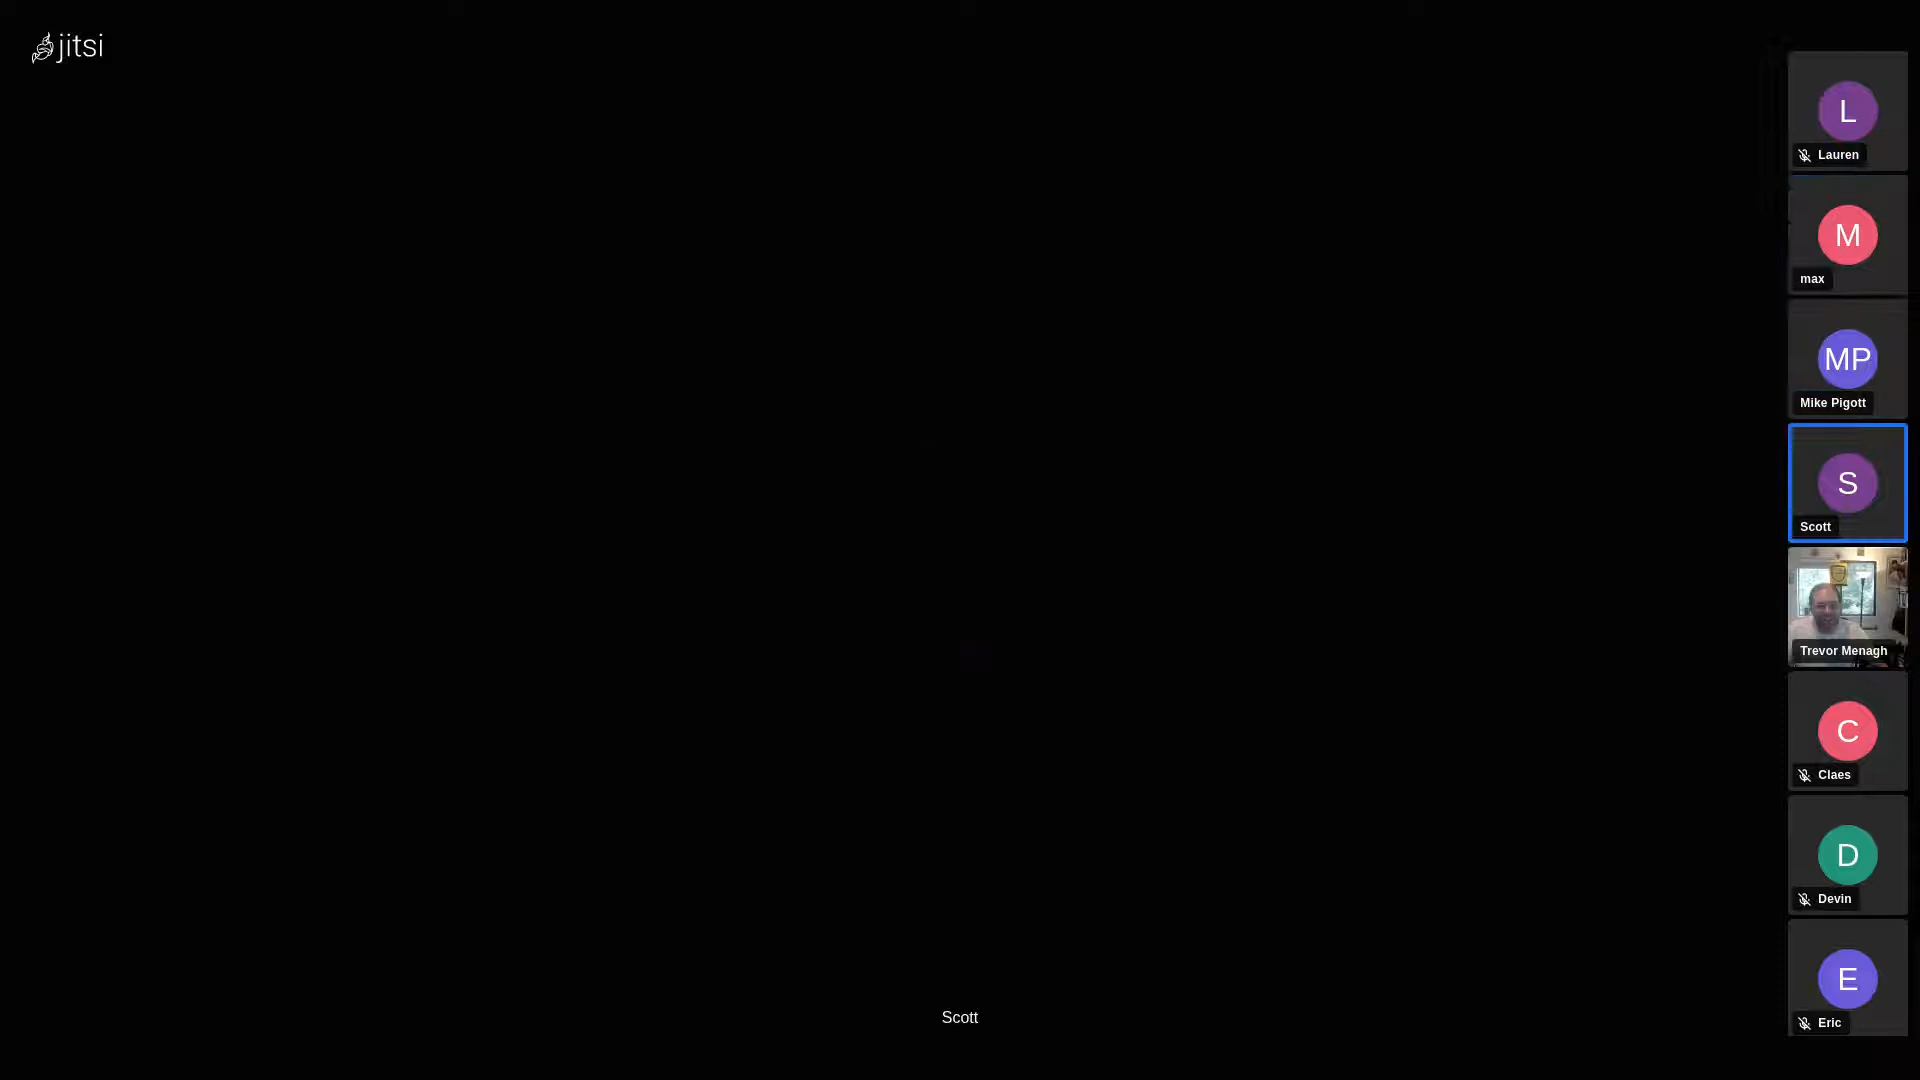 jitsi
L
Lauren
M
max
MP
Mike Pigott
S
Scott
Trevor Menagh
C
Claes
D
Devin
E
Eric
Scott